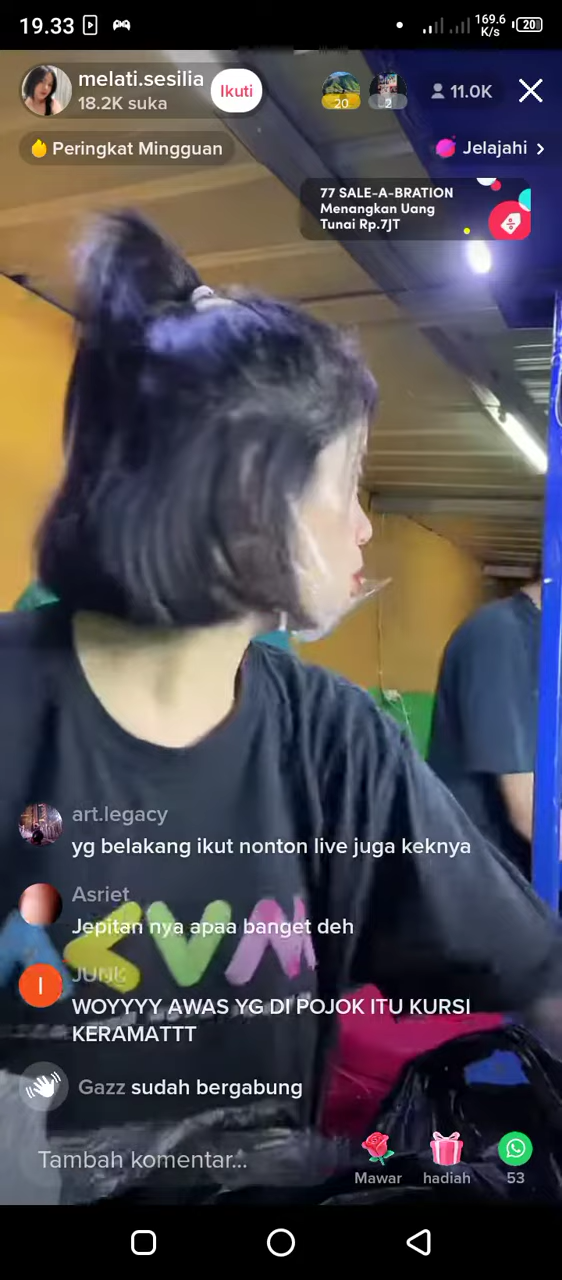 19.33
169.6
K/s
20
melati.sesilia
18.2K suka
Ikuti
20
2
11.0K
Peringkat Mingguan
Jelajahi
77 SALE-A-BRATION
Menangkan Uang
Tunai Rp.7JT
art.legacy
yg belakang ikut nonton live juga keknya
Asriet
Jepitan nya apaa banget deh
JUNK
WOYYYY AWAS YG DI POJOK ITU KURSI
KERAMATTT
Gazz sudah bergabung
Tambah komentar...
Mawar
hadiah
53